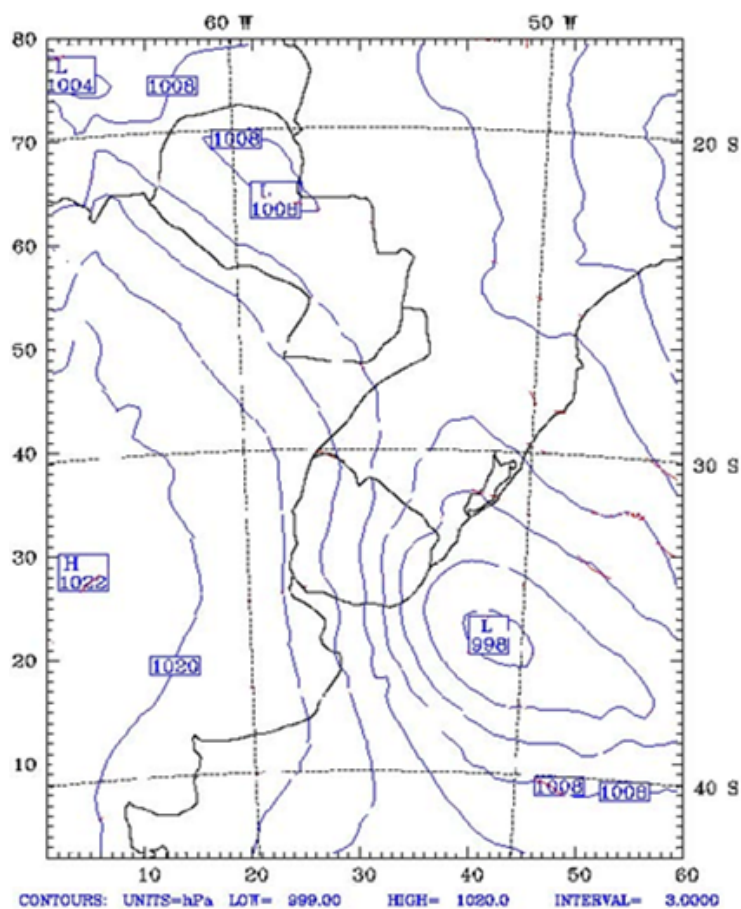 60 W 50 W
80
L
1004
1008
70
1008
20 S
L
1008
60
50
40
30 S
30
H
1022
L
998
20
1020
10
1008 1008
40 S
10 20 30 40 50 60
CONTOURS: UNITS=hPa LOW= 999.00 HIGH= 1020.0 INTERVAL= 3.0000